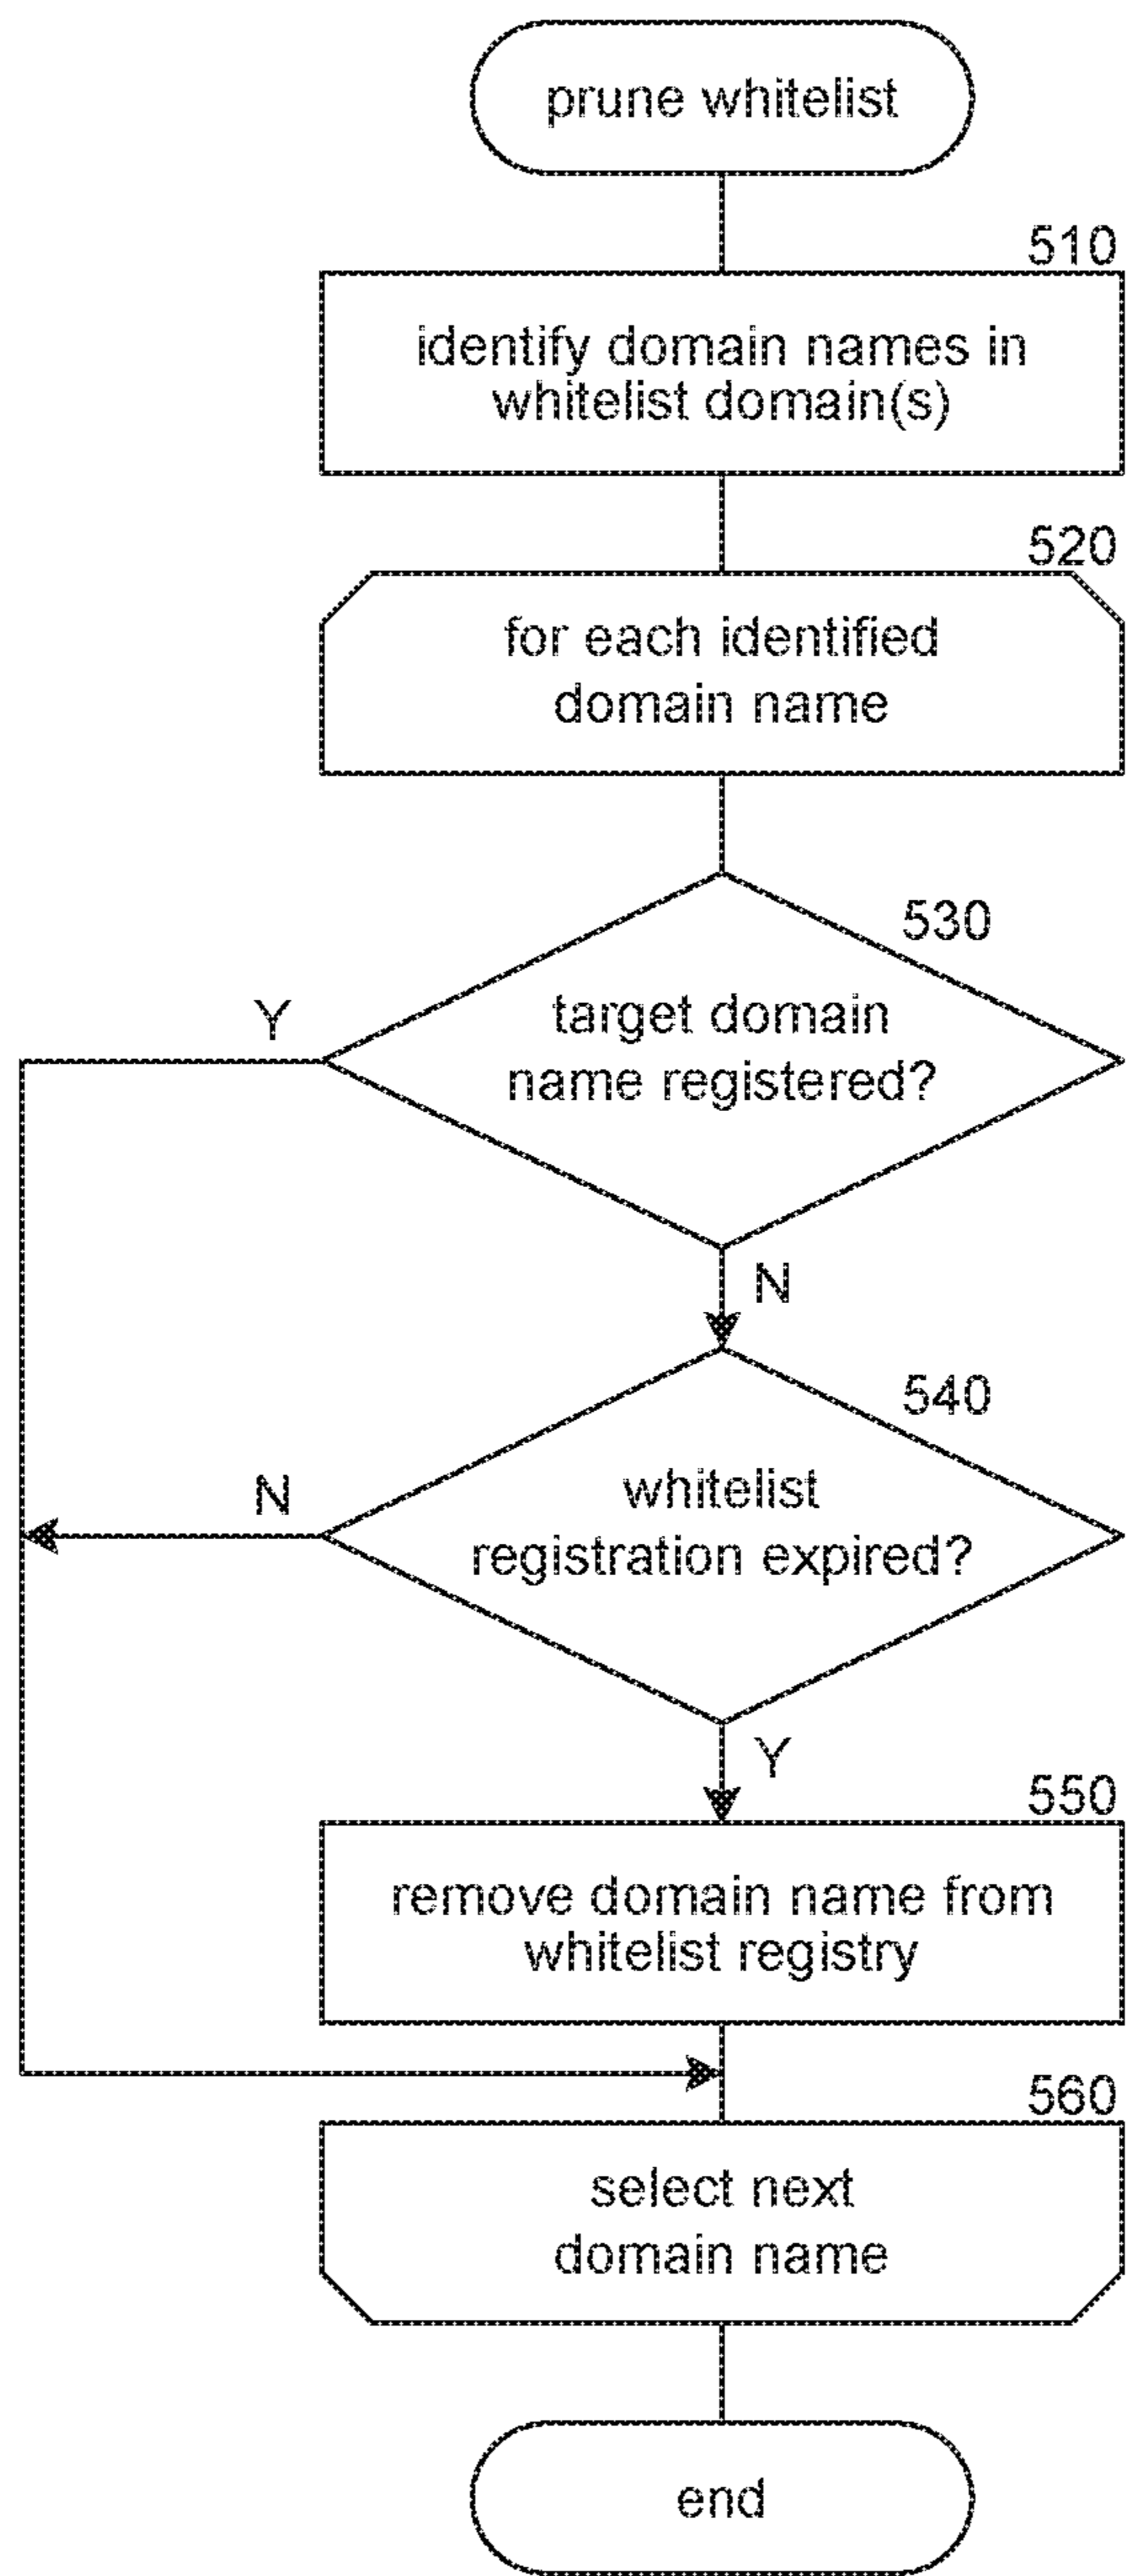 prune whitelist
510
identify domain names in
whitelist domain(s)
520
for each identified
domain name
530
Y
target domain
name registered?
N
540
N
whitelist
registration expired?
Y
550
remove domain name from
whitelist registry
560
select next
domain name
end